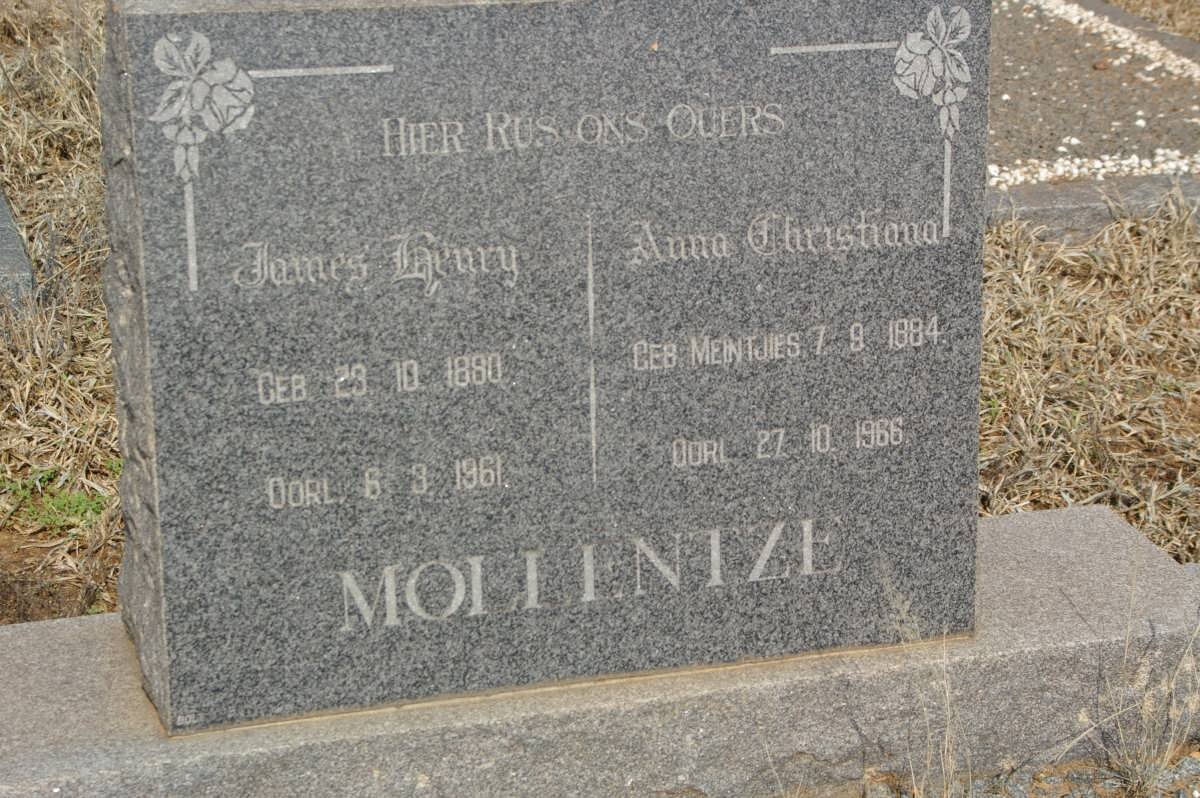 HIER RUS ONS OUERS
James Henry
GEB. 23. 10. 1880.
OORL. 6. 3. 1961.
Anna Christiana
GEB MEINTJIES 7. 9. 1884.
OORL. 27. 10. 1966.
MOLLENTZE